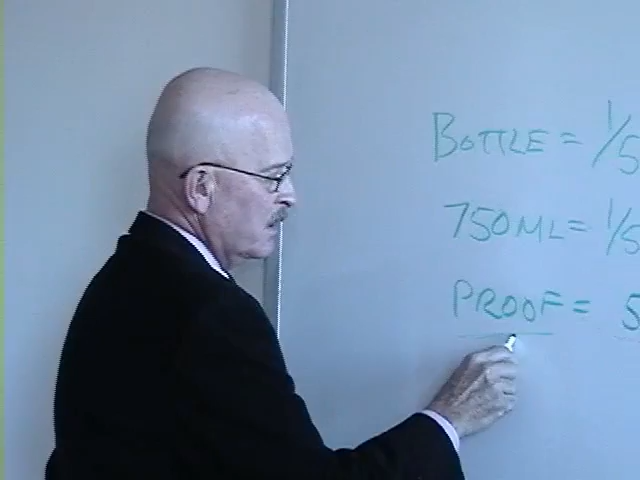 BOTTLE = 1/5
750ML = 1/5
PROOF = 5